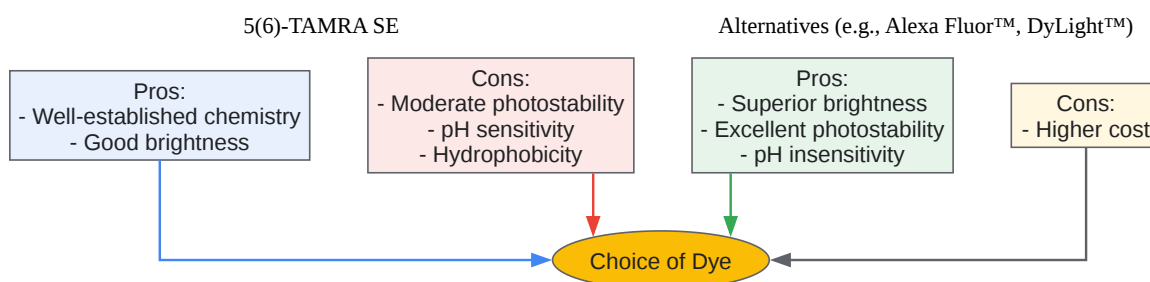 5(6)-TAMRA SE
Alternatives (e.g., Alexa Fluor™, DyLight™)
Pros:
- Well-established chemistry
- Good brightness
Cons:
- Moderate photostability
- pH sensitivity
- Hydrophobicity
Pros:
- Superior brightness
- Excellent photostability
- pH insensitivity
Cons:
- Higher cost
Choice of Dye